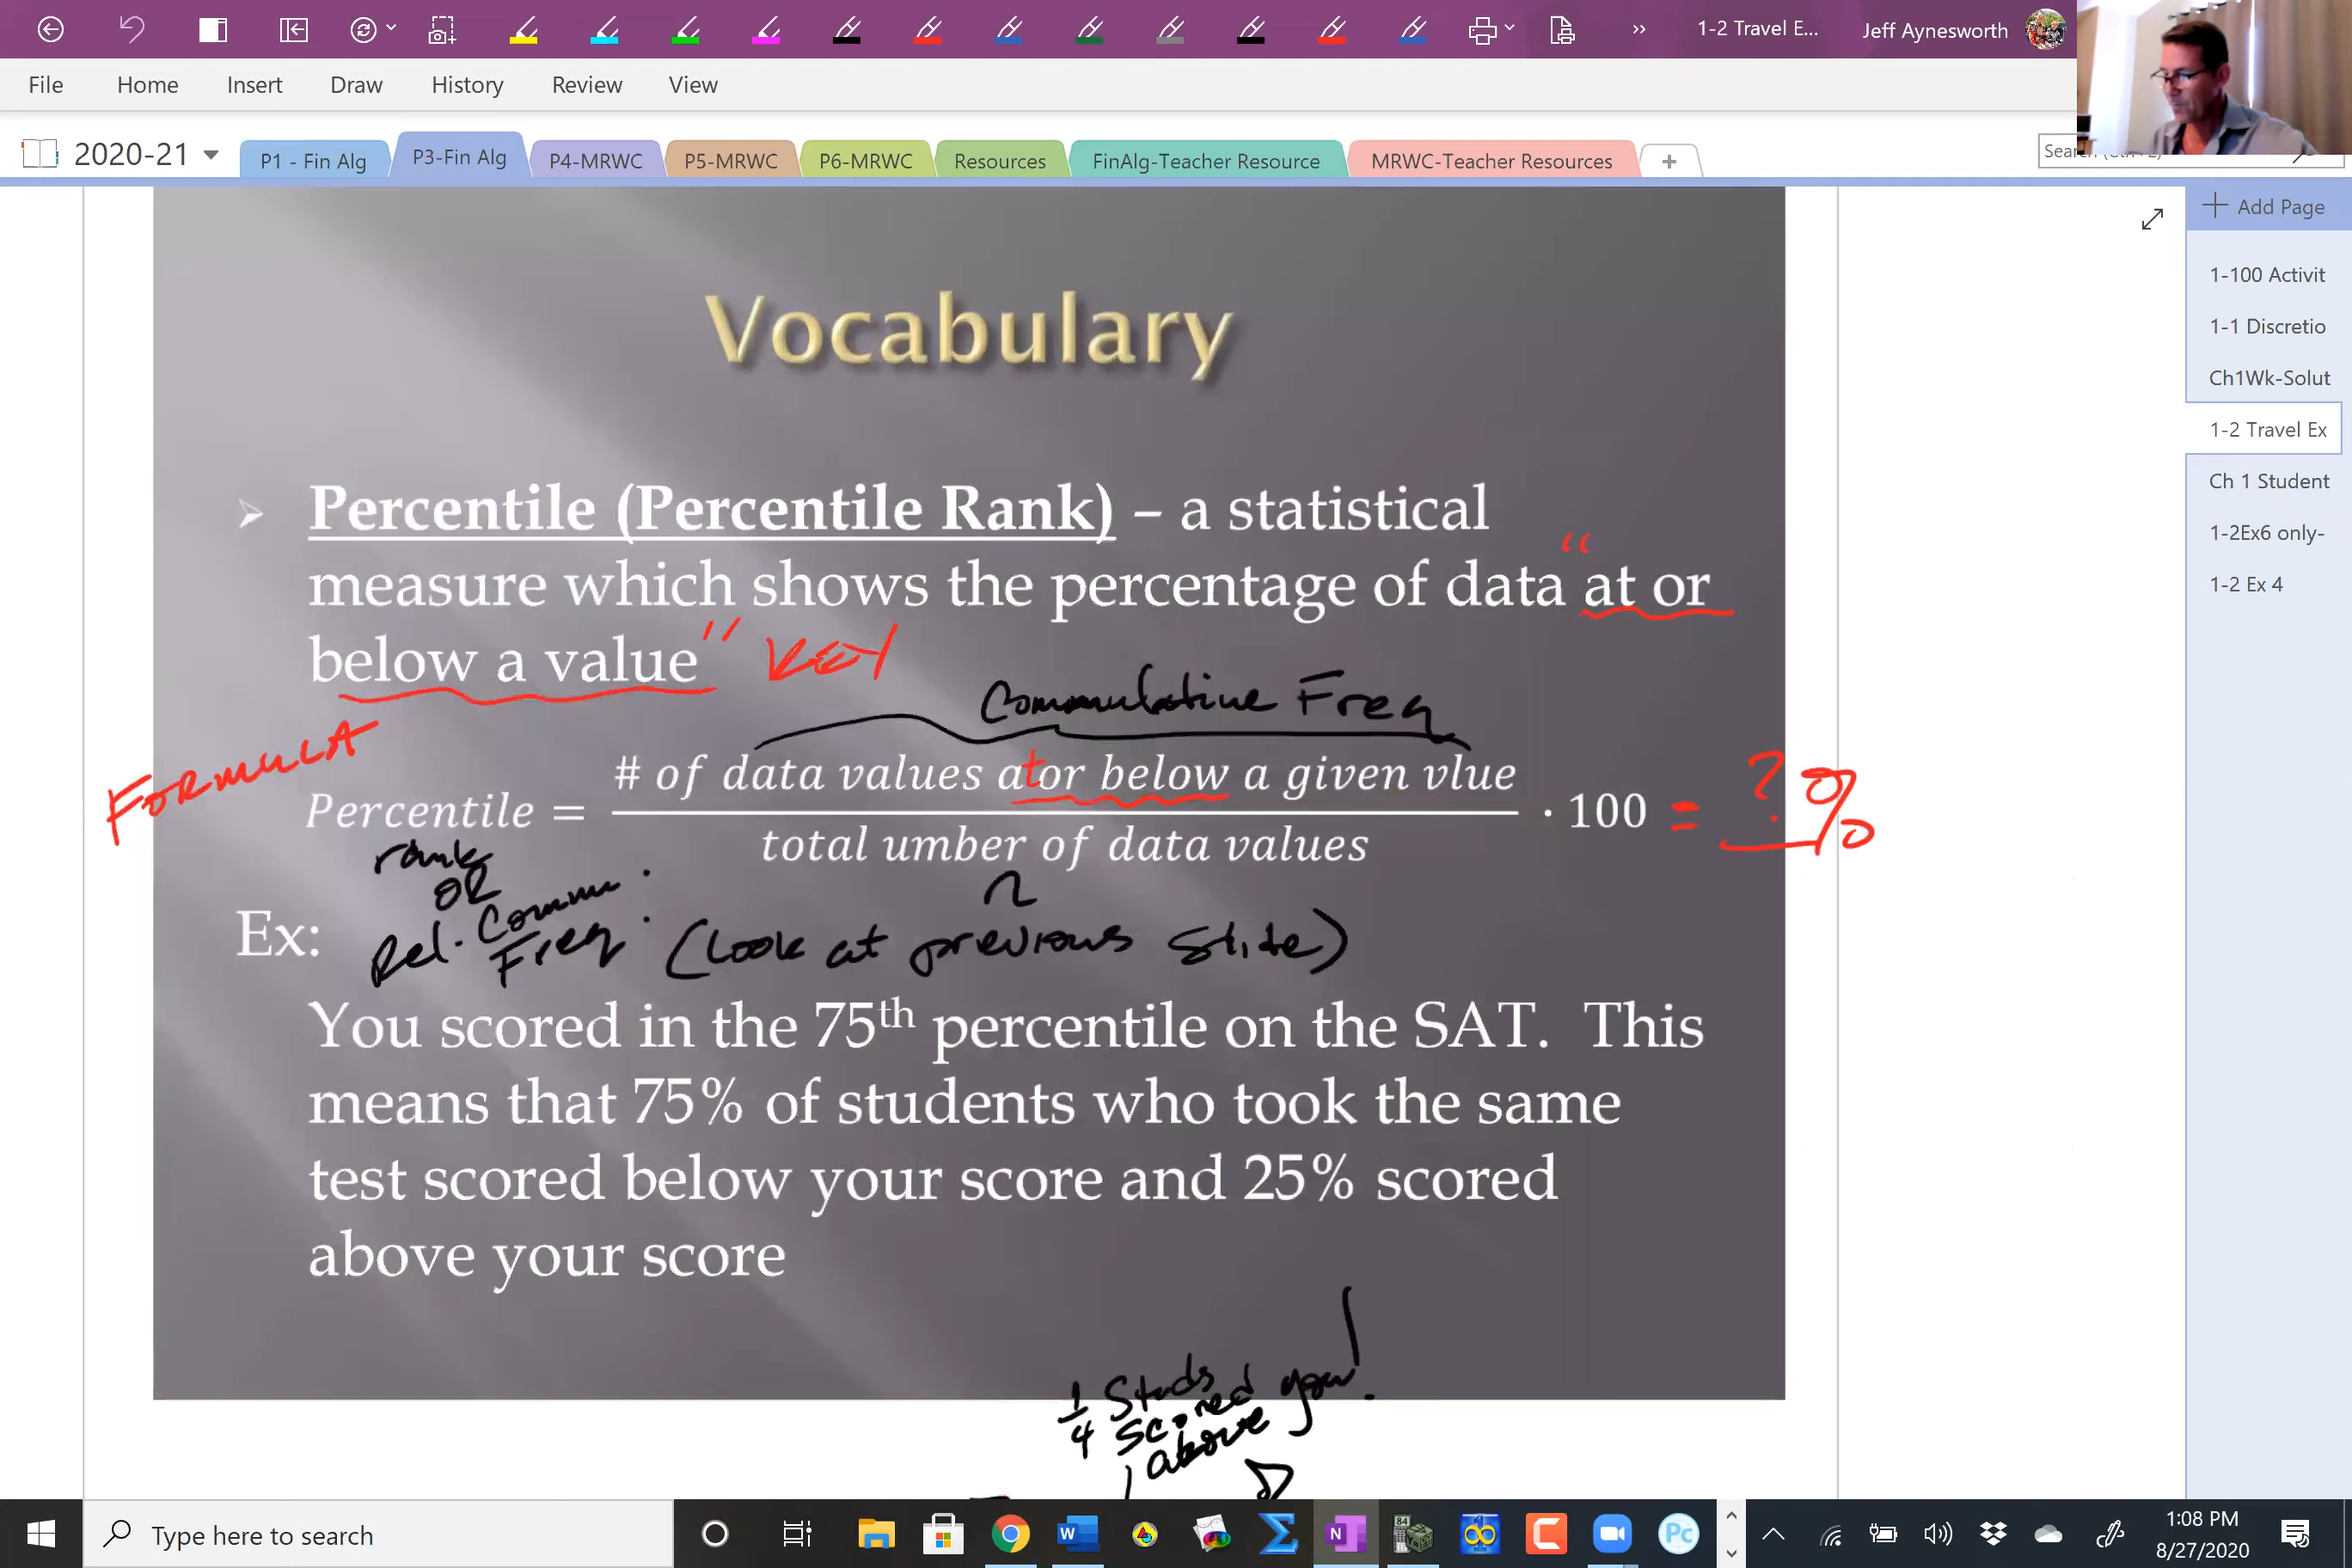 1-2 Travel E...
Jeff Aynesworth
File Home Insert Draw History Review View
2020-21
P1 - Fin Alg
P3-Fin Alg
P4-MRWC
P5-MRWC
P6-MRWC
Resources
FinAlg-Teacher Resource
MRWC-Teacher Resources
+
Add Page
1-100 Activit
1-1 Discretio
Ch1Wk-Solut
1-2 Travel Ex
Ch 1 Student
1-2Ex6 only-
1-2 Ex 4
Vocabulary
Percentile (Percentile Rank) – a statistical
measure which shows the percentage of data “at or
below a value” KEY
Commulative Freq
FORMULA
# of data values ator below a given vlue
Percentile = · 100 = ? %
total umber of data values
rank
OR
n
Rel. Comm
Freq :
Ex: (Look at previous slide)
You scored in the 75th percentile on the SAT. This
means that 75% of students who took the same
test scored below your score and 25% scored
above your score
1/4 Studs
scored
above you!
Type here to search
1:08 PM
8/27/2020